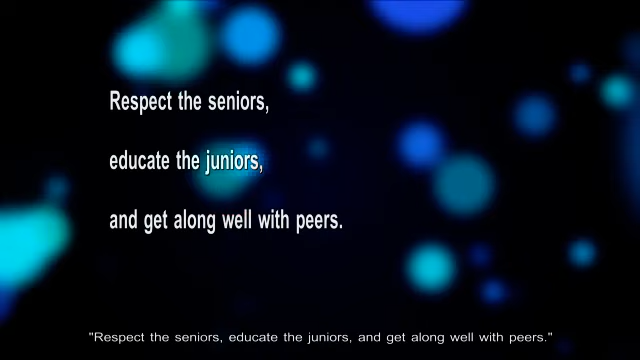 Respect the seniors,
educate the juniors,
and get along well with peers.
"Respect the seniors, educate the juniors, and get along well with peers."